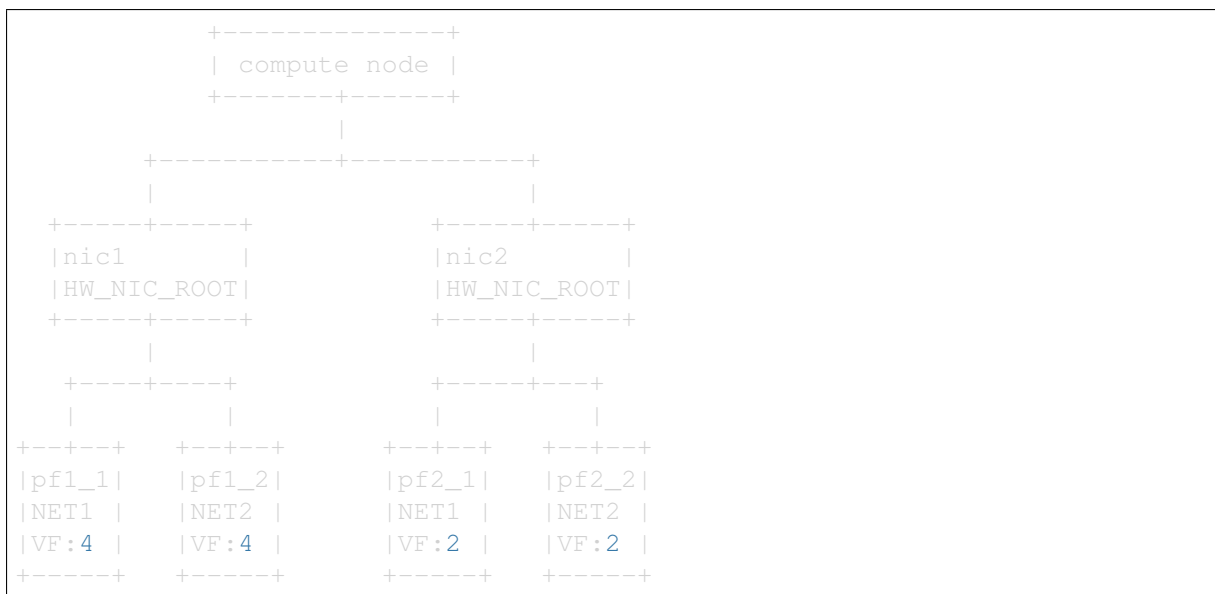 +--------------+
| compute node |
+-------+------+
|
+-----------+-----------+
| |
+-----+-----+ +-----+-----+
|nic1 | |nic2 |
|HW_NIC_ROOT| |HW_NIC_ROOT|
+-----+-----+ +-----+-----+
| |
+----+----+ +-----+---+
| | | |
+--+--+ +--+--+ +--+--+ +--+--+
|pf1_1| |pf1_2| |pf2_1| |pf2_2|
|NET1 | |NET2 | |NET1 | |NET2 |
|VF:4 | |VF:4 | |VF:2 | |VF:2 |
+-----+ +-----+ +-----+ +-----+